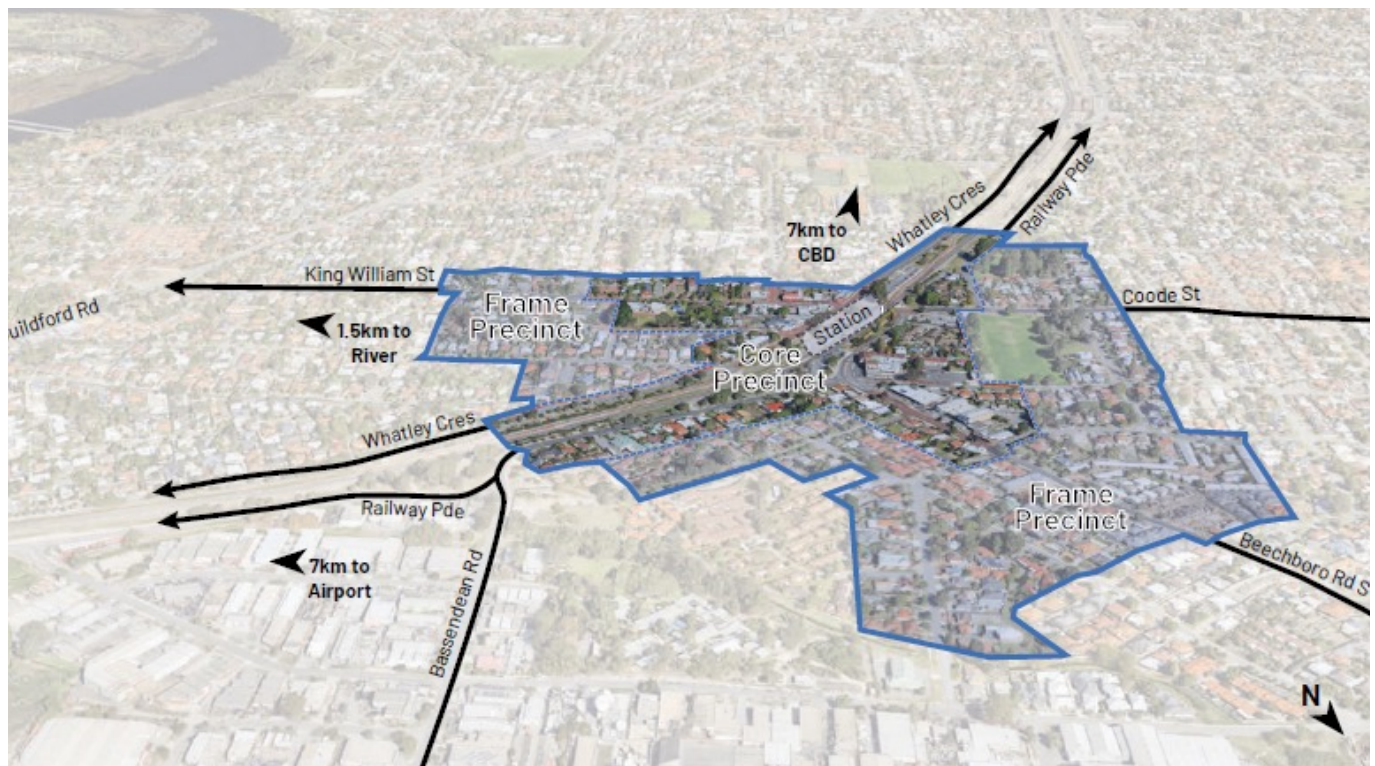 Whatley Cres
Railway Pde
7km to
CBD
King William St
Frame
Precinct
Coode St
uildford Rd
1.5km to
River
Station
Core
Precinct
Whatley Cres
Railway Pde
Frame
Precinct
Beechboro Rd S
7km to
Airport
Bassendean Rd
N